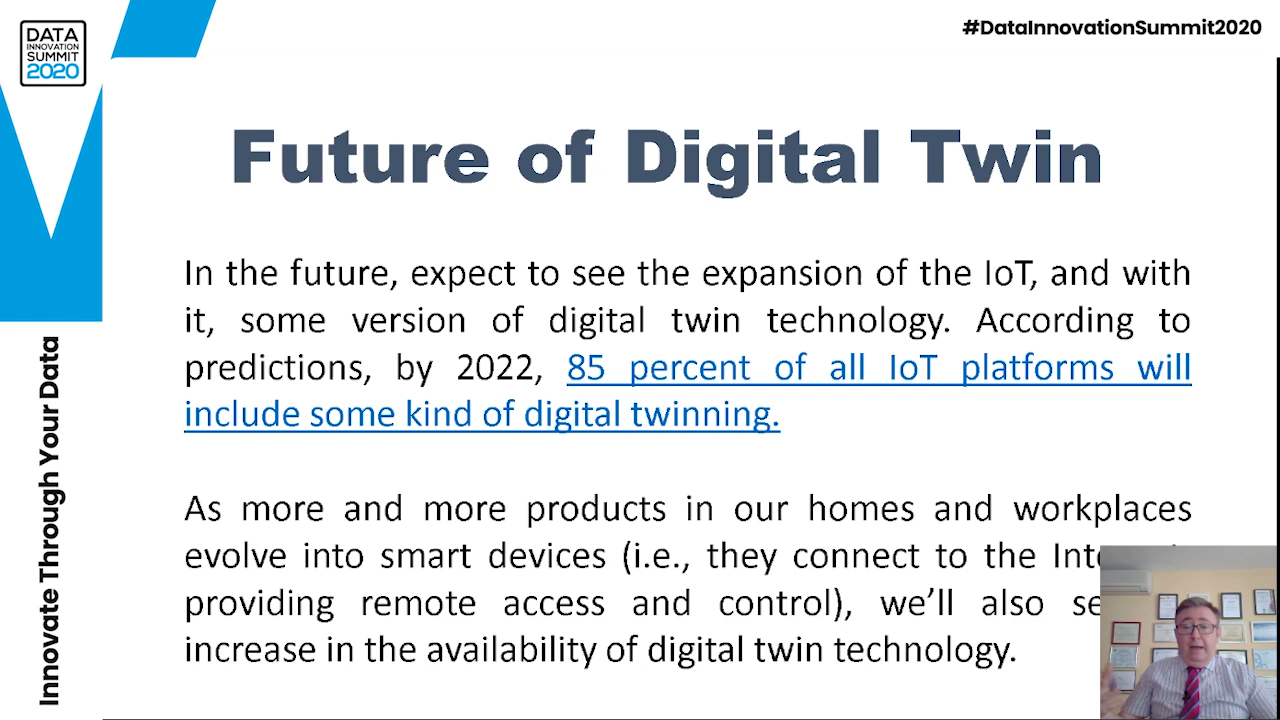 DATA
INNOVATION
SUMMIT
2020
#DataInnovationSummit2020
Innovate Through Your Data
Future of Digital Twin
In the future, expect to see the expansion of the IoT, and with
it, some version of digital twin technology. According to
predictions, by 2022, 85 percent of all IoT platforms will
include some kind of digital twinning.
As more and more products in our homes and workplaces
evolve into smart devices (i.e., they connect to the
providing remote access and control), we’ll also
increase in the availability of digital twin technology.